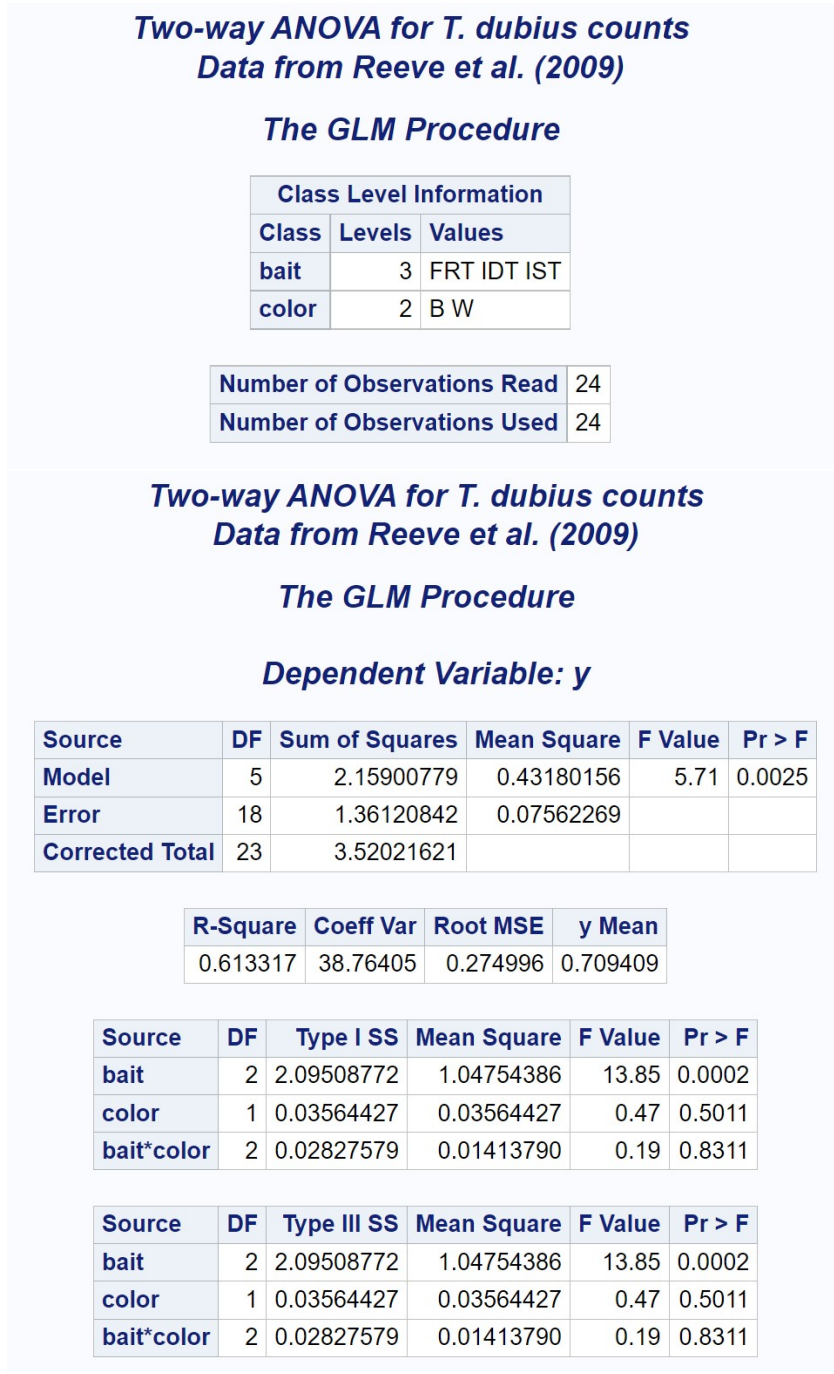 Two-way ANOVA for T. dubius counts
Data from Reeve et al. (2009)
The GLM Procedure
Class Level Information
Class Levels Values
bait 3 FRT IDT IST
color 2 B W
Number of Observations Read 24
Number of Observations Used 24
Two-way ANOVA for T. dubius counts
Data from Reeve et al. (2009)
The GLM Procedure
Dependent Variable: y
Source DF Sum of Squares Mean Square F Value Pr > F
Model 5 2.15900779 0.43180156 5.71 0.0025
Error 18 1.36120842 0.07562269
Corrected Total 23 3.52021621
R-Square Coeff Var Root MSE y Mean
0.613317 38.76405 0.274996 0.709409
Source DF Type I SS Mean Square F Value Pr > F
bait 2 2.09508772 1.04754386 13.85 0.0002
color 1 0.03564427 0.03564427 0.47 0.5011
bait*color 2 0.02827579 0.01413790 0.19 0.8311
Source DF Type III SS Mean Square F Value Pr > F
bait 2 2.09508772 1.04754386 13.85 0.0002
color 1 0.03564427 0.03564427 0.47 0.5011
bait*color 2 0.02827579 0.01413790 0.19 0.8311